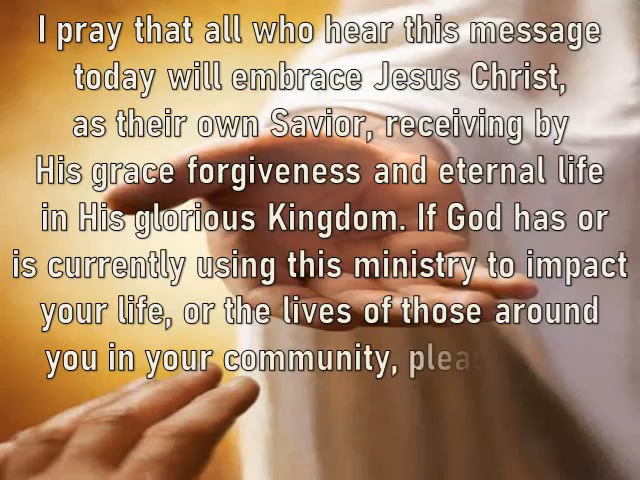 I pray that all who hear this message
today will embrace Jesus Christ,
as their own Savior, receiving by
His grace forgiveness and eternal life
in His glorious Kingdom. If God has or
is currently using this ministry to impact
your life, or the lives of those around
you in your community,